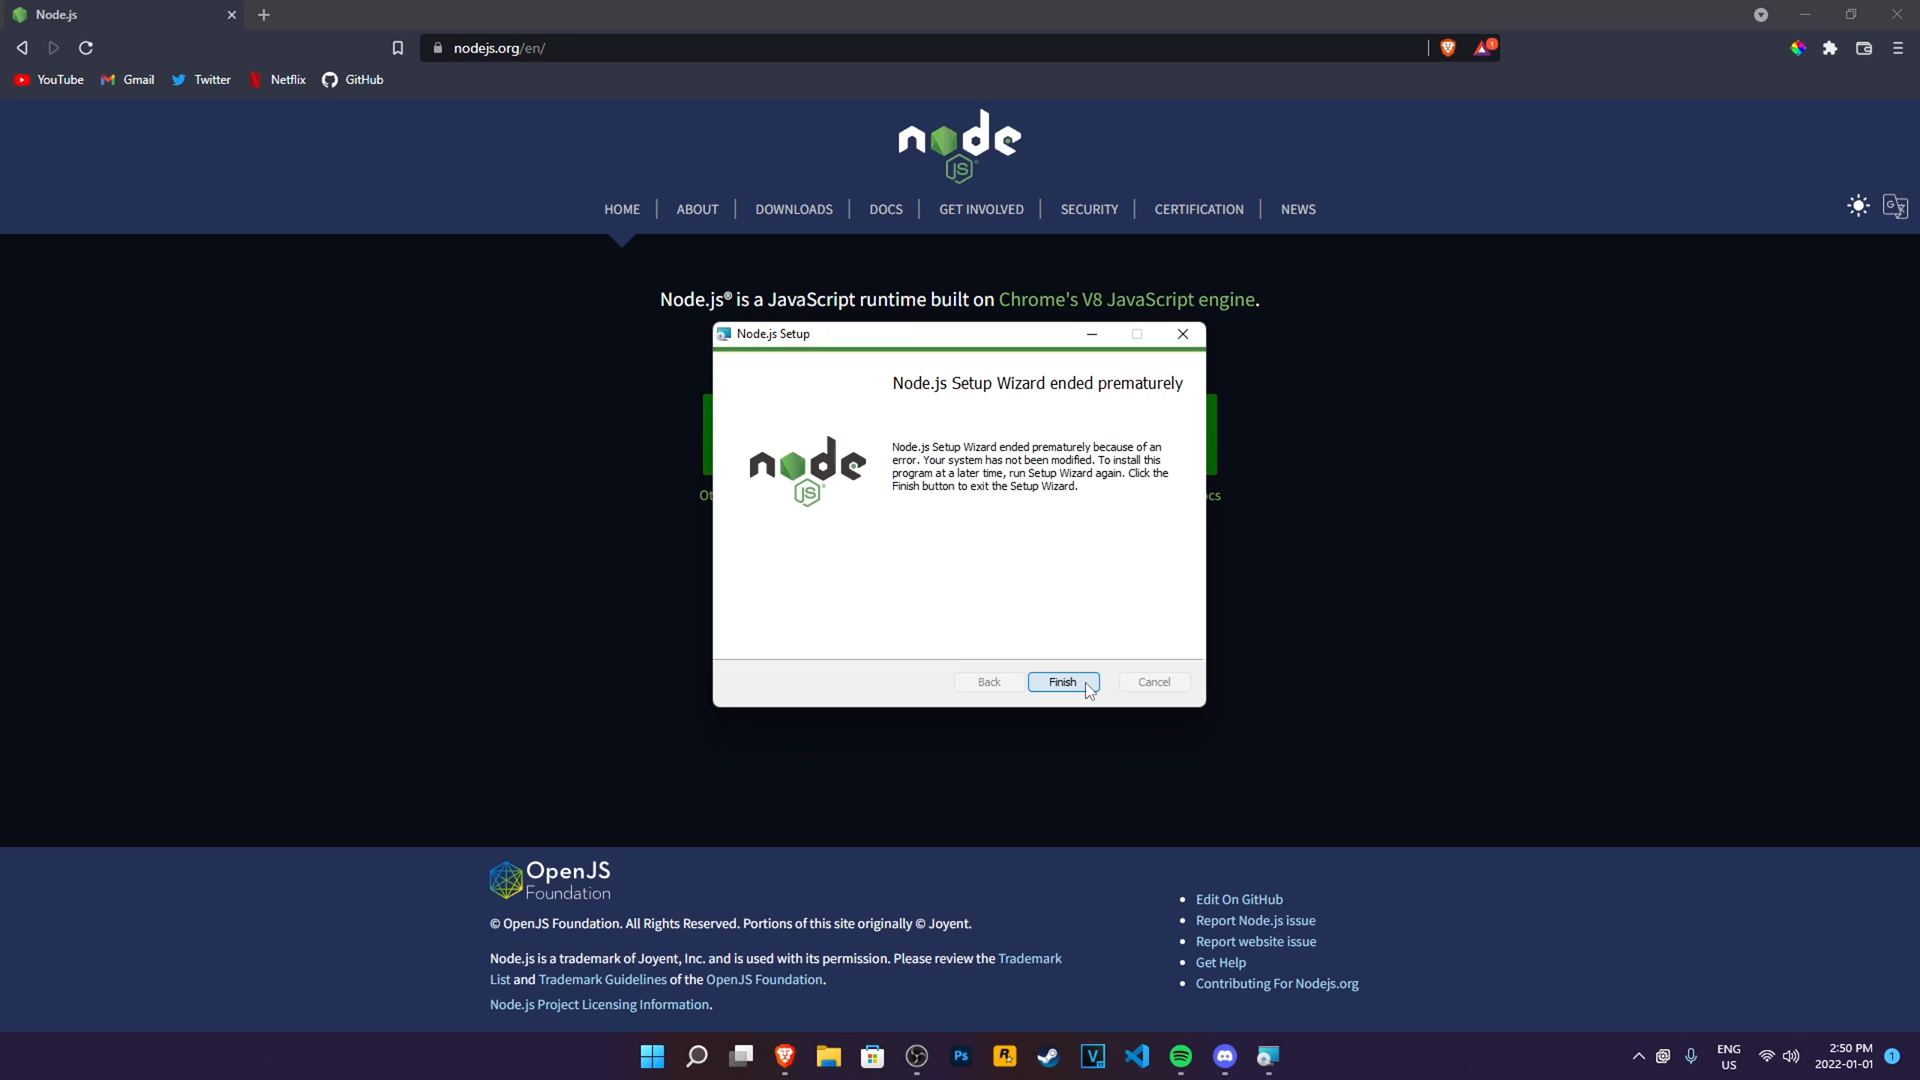 Node.js
nodejs.org/en/
1
YouTube
Gmail
Twitter
Netflix
GitHub
node
JS
HOME
ABOUT
DOWNLOADS
DOCS
GET INVOLVED
SECURITY
CERTIFICATION
NEWS
Node.js® is a JavaScript runtime built on Chrome's V8 JavaScript engine.
Node.js Setup
Node.js Setup Wizard ended prematurely
node
JS
Node.js Setup Wizard ended prematurely because of an
error. Your system has not been modified. To install this
program at a later time, run Setup Wizard again. Click the
Finish button to exit the Setup Wizard.
Back
Finish
Cancel
OpenJS
Foundation
© OpenJS Foundation. All Rights Reserved. Portions of this site originally © Joyent.
Node.js is a trademark of Joyent, Inc. and is used with its permission. Please review the Trademark
List and Trademark Guidelines of the OpenJS Foundation.
Node.js Project Licensing Information.
Edit On GitHub
Report Node.js issue
Report website issue
Get Help
Contributing For Nodejs.org
Ps
R
V
ENG
US
2:50 PM
2022-01-01
1